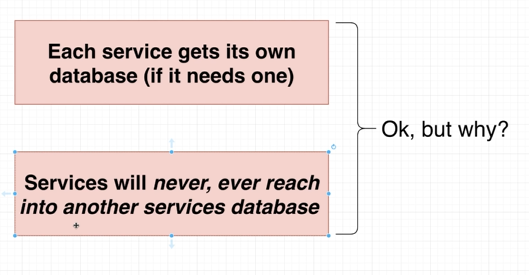 Each service gets its own
database (if it needs one)
Ok, but why?
Services will never, ever reach
into another services database